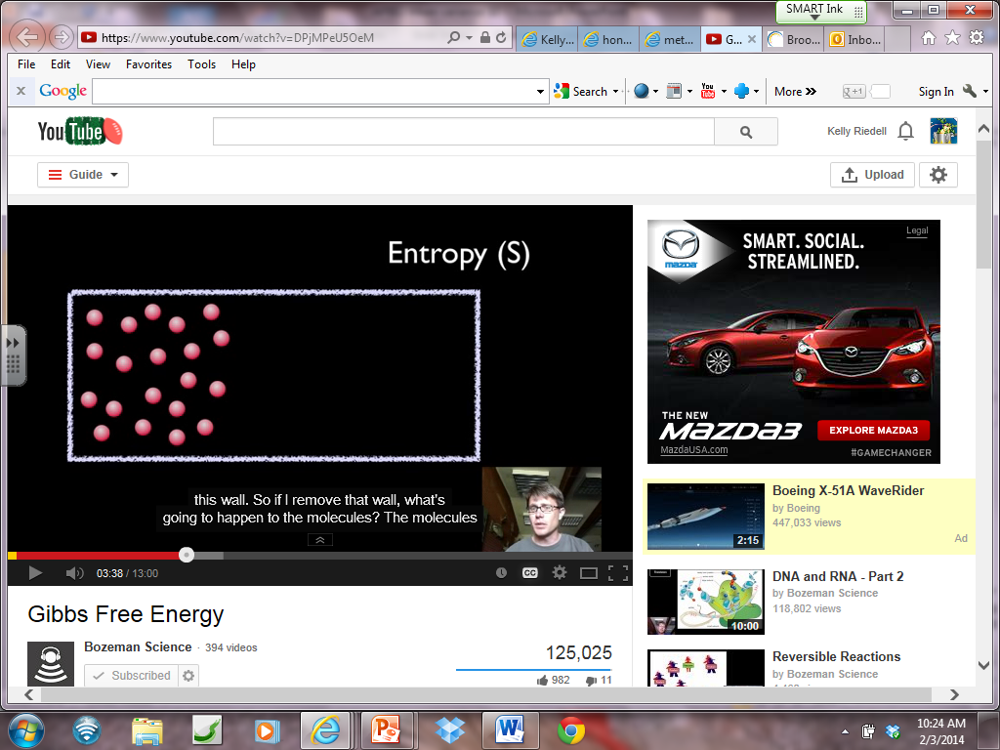 SMART Ink
https://www.youtube.com/watch?v=DPjMPeU5OeM
Kelly...
hon...
met...
G...
Broo...
Inbo...
File Edit View Favorites Tools Help
x Google
Search
More »
g +1
Sign In
YouTube
Kelly Riedell
Guide
Upload
Entropy (S)
this wall. So if I remove that wall, what's
going to happen to the molecules? The molecules
03:38 / 13:00
CC
Legal
mazda
SMART. SOCIAL.
STREAMLINED.
THE NEW
mazda3
MazdaUSA.com
EXPLORE MAZDA3
#GAMECHANGER
Boeing X-51A WaveRider
by Boeing
447,033 views
Ad
2:15
DNA and RNA - Part 2
by Bozeman Science
118,802 views
10:00
Reversible Reactions
by Bozeman Science
Gibbs Free Energy
Bozeman Science · 394 videos
Subscribed
125,025
982 11
10:24 AM
2/3/2014